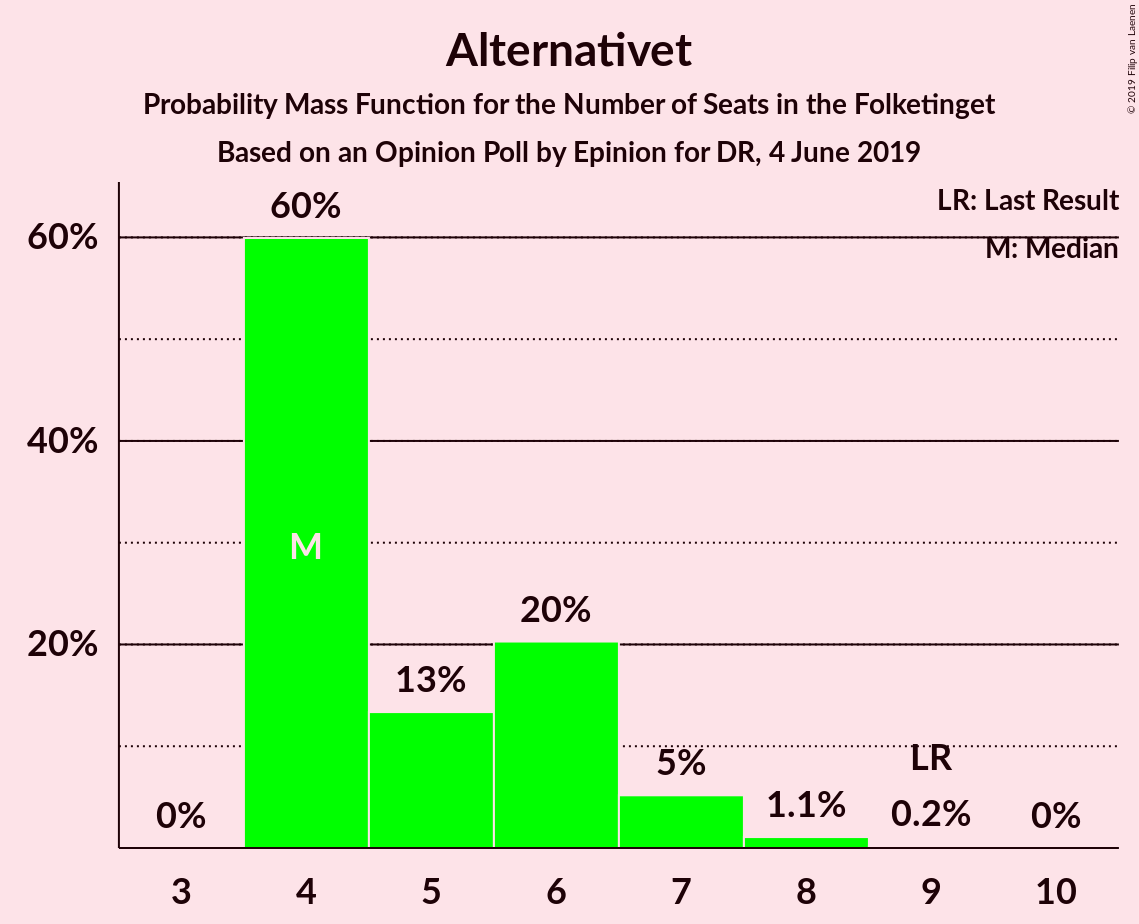 Alternativet
Probability Mass Function for the Number of Seats in the Folketinget
Based on an Opinion Poll by Epinion for DR, 4 June 2019
© 2019 Filip van Laenen
LR: Last Result
M: Median
60%
40%
20%
0%
60%
M
13%
20%
5%
1.1%
LR
0.2%
0%
3 4 5 6 7 8 9 10